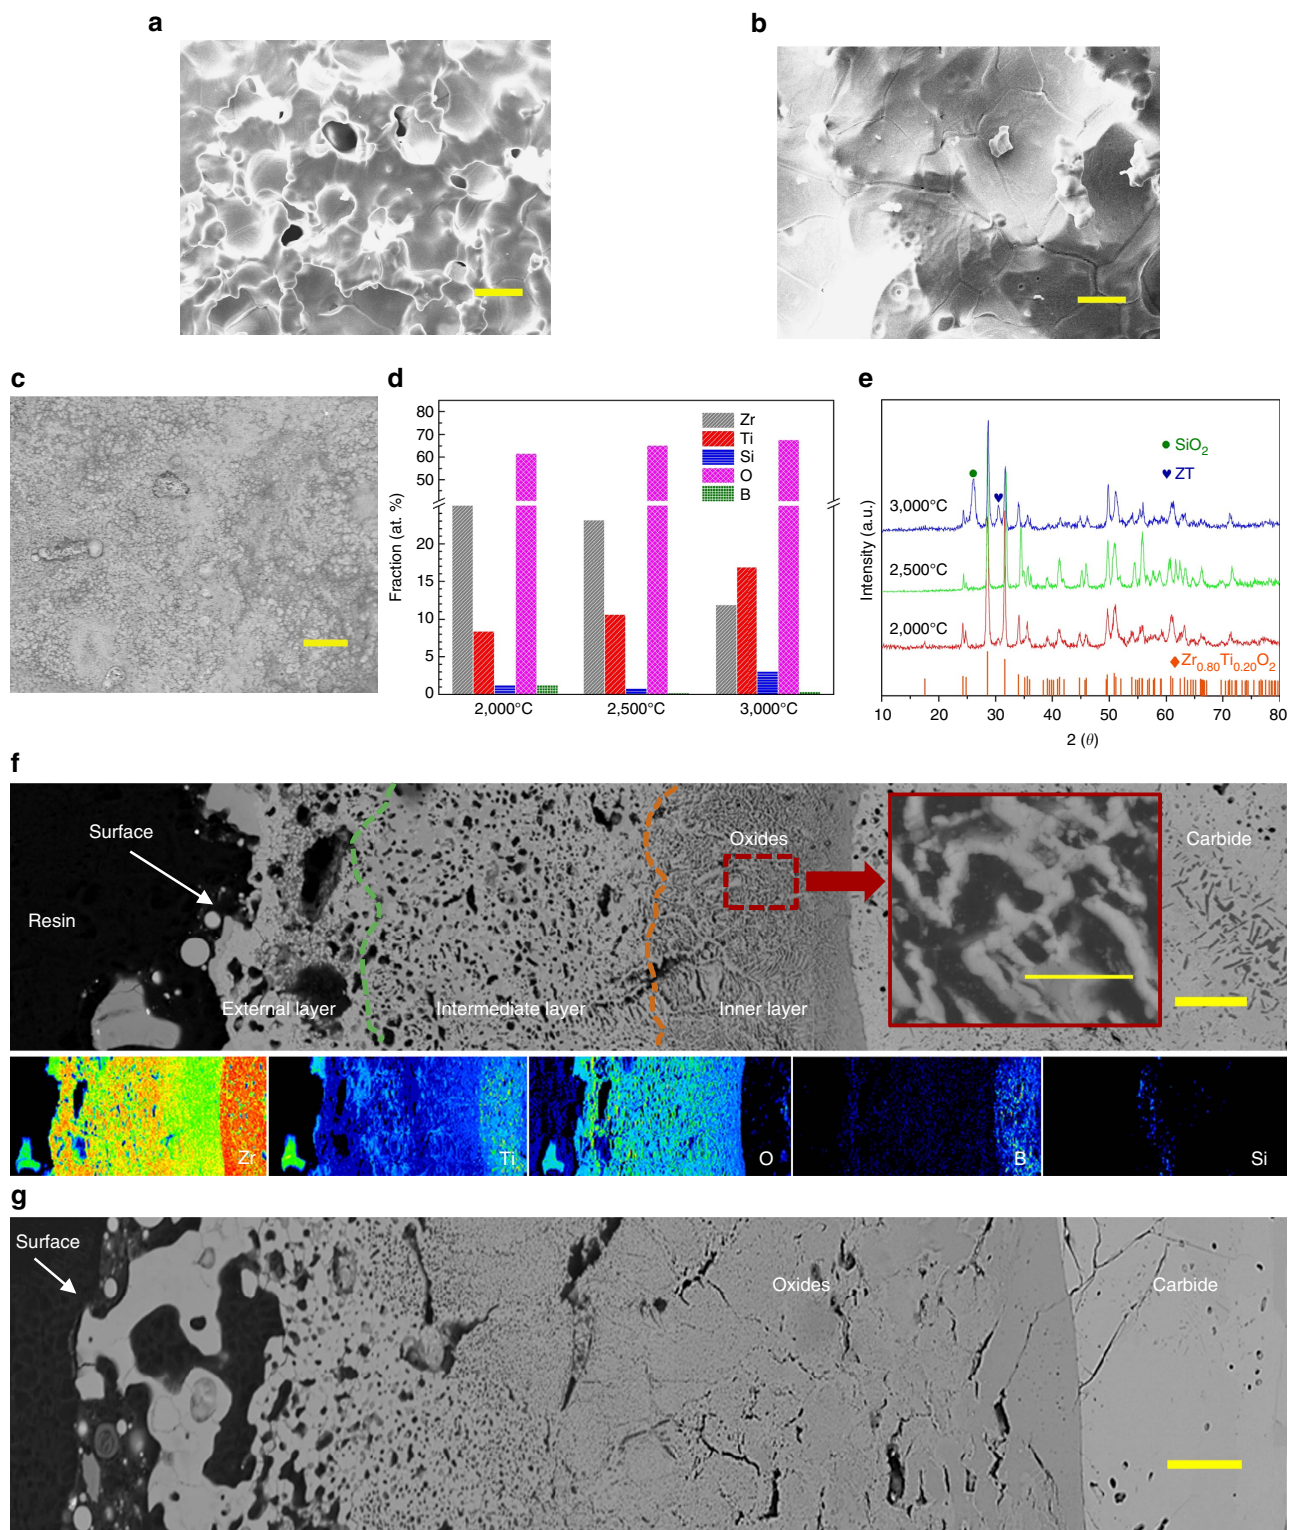 a
b
c
d
80
70
60
50
20
15
10
5
0
Fraction (at. %)
Zr
Ti
Si
O
B
2,000°C
2,500°C
3,000°C
e
Intensity (a.u.)
● SiO₂
♥ ZT
3,000°C
2,500°C
2,000°C
♦ Zr₀.₈₀Ti₀.₂₀O₂
10 20 30 40 50 60 70 80
2 (θ)
f
Surface
Resin
External layer
Intermediate layer
Inner layer
Oxides
Carbide
Zr
Ti
O
B
Si
g
Surface
Oxides
Carbide